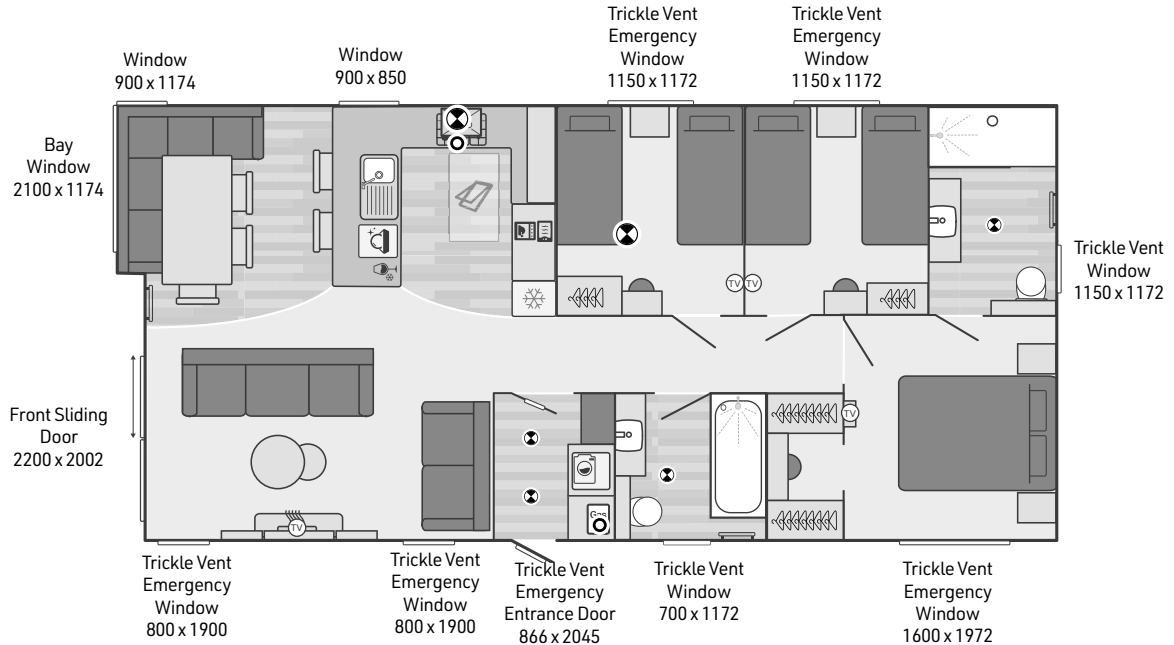 Trickle Vent
Emergency
Window
1150 x 1172
Trickle Vent
Emergency
Window
1150 x 1172
Window
900 x 1174
Window
900 x 850
Bay
Window
2100 x 1174
Trickle Vent
Window
1150 x 1172
TV
TV
TV
Front Sliding
Door
2200 x 2002
TV
Trickle Vent
Emergency
Window
800 x 1900
Trickle Vent
Emergency
Window
800 x 1900
Trickle Vent
Emergency
Entrance Door
866 x 2045
Trickle Vent
Window
700 x 1172
Trickle Vent
Emergency
Window
1600 x 1972